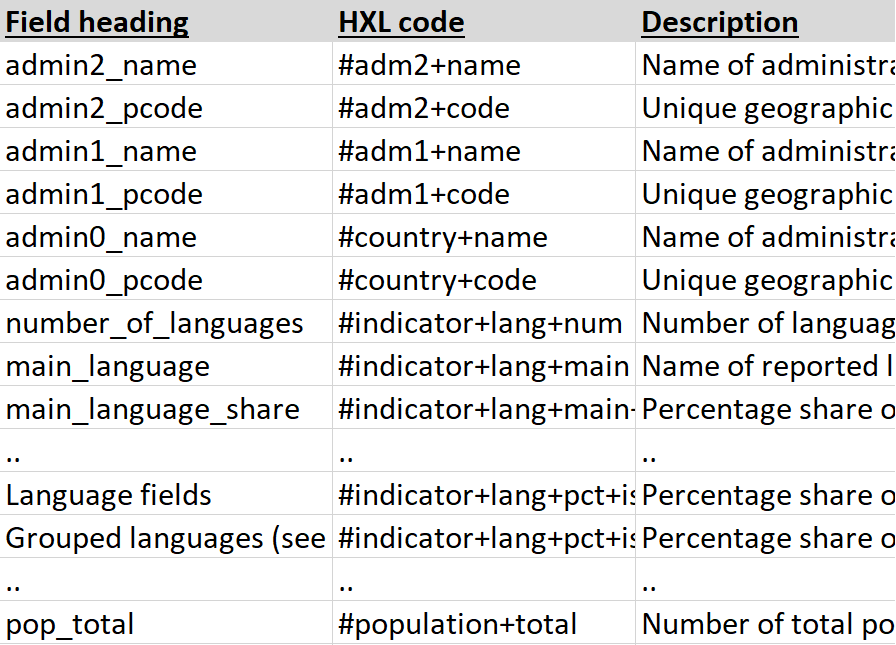 Field heading HXL code Description
admin2_name #adm2+name Name of administra
admin2_pcode #adm2+code Unique geographic
admin1_name #adm1+name Name of administra
admin1_pcode #adm1+code Unique geographic
admin0_name #country+name Name of administra
admin0_pcode #country+code Unique geographic
number_of_languages #indicator+lang+num Number of languag
main_language #indicator+lang+main Name of reported l
main_language_share #indicator+lang+main- Percentage share o
.. .. ..
Language fields #indicator+lang+pct+is Percentage share o
Grouped languages (see #indicator+lang+pct+is Percentage share o
.. .. ..
pop_total #population+total Number of total po